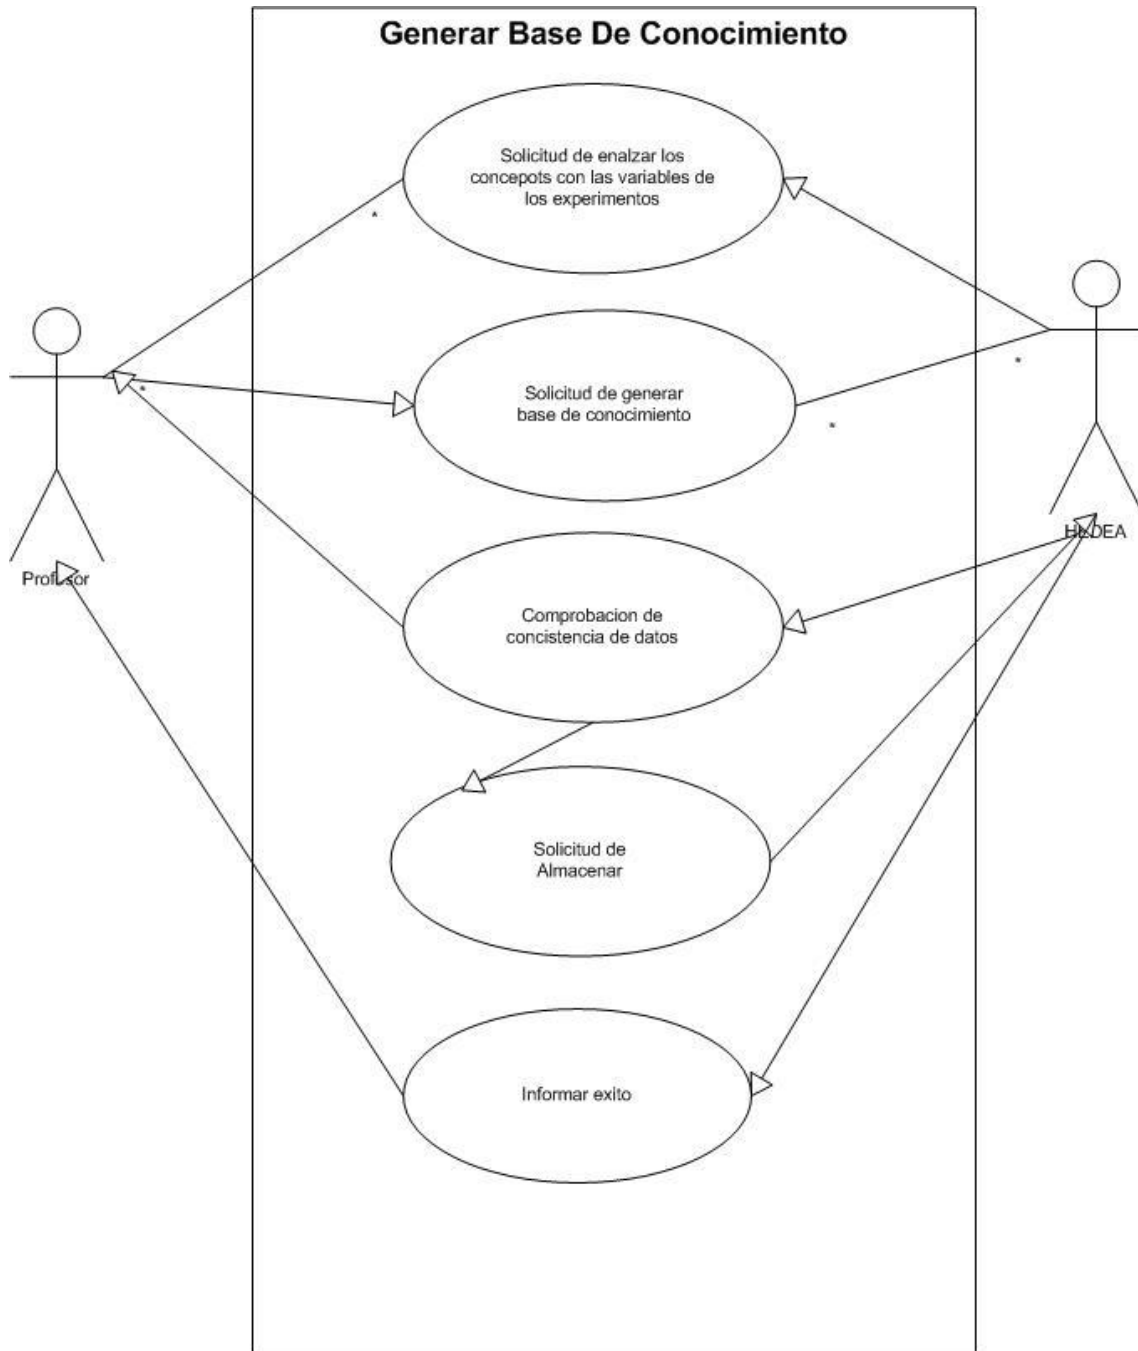 Generar Base De Conocimiento
Solicitud de enalzar los
concepots con las variables de
los experimentos
Solicitud de generar
base de conocimiento
Profesor
Comprobacion de
concistencia de datos
Solicitud de
Almacenar
Informar exito